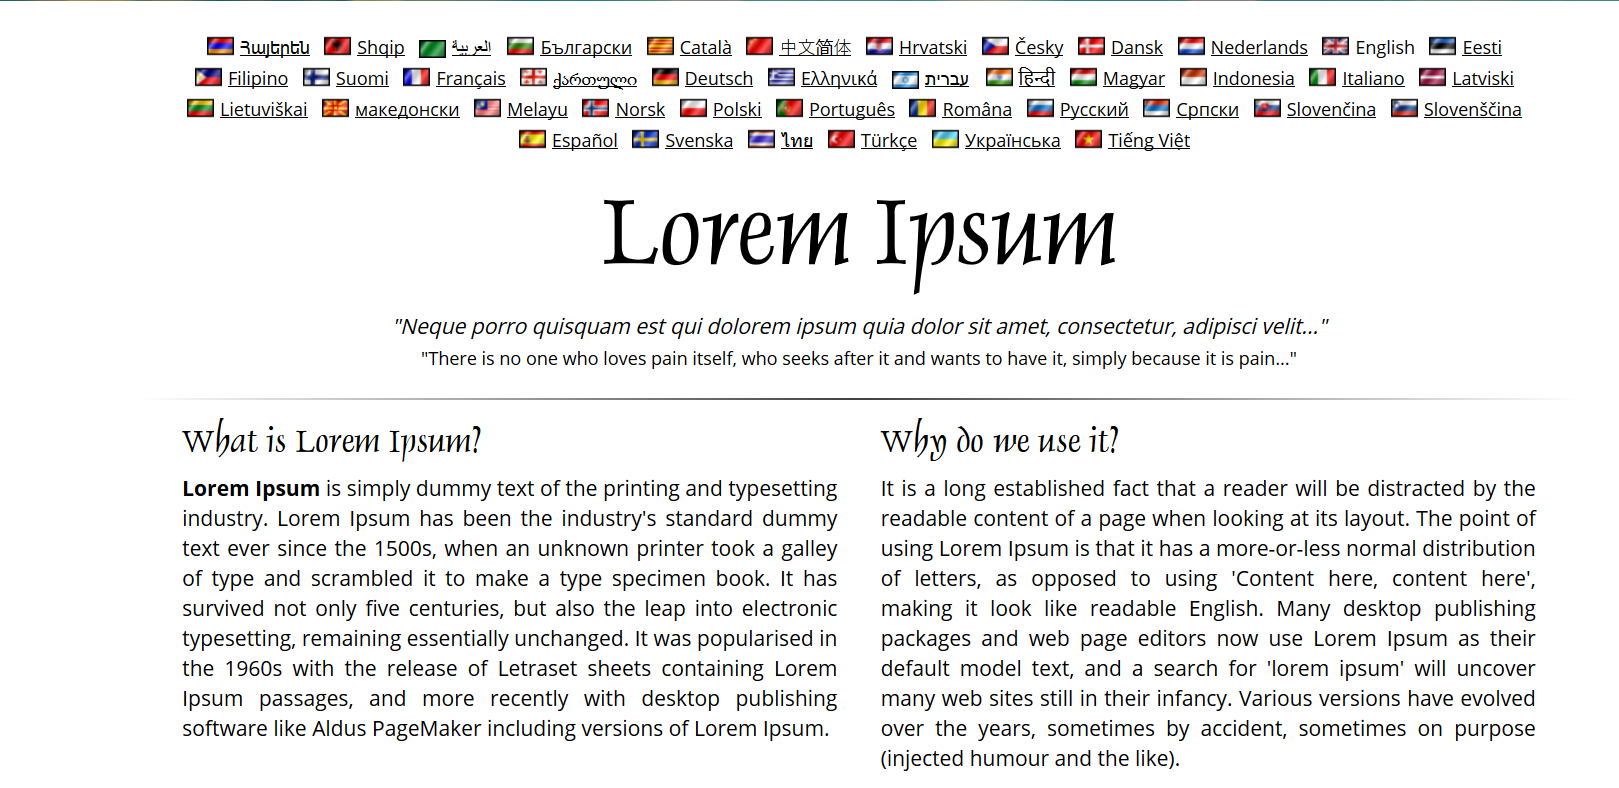 Հայերեն Shqip العربية Български Català 中文简体 Hrvatski Česky Dansk Nederlands English Eesti
Filipino Suomi Français ქართული Deutsch Ελληνικά עברית हिन्दी Magyar Indonesia Italiano Latviski
Lietuviškai македонски Melayu Norsk Polski Português Româna Русский Српски Slovenčina Slovenščina
Español Svenska ไทย Türkçe Українська Tiếng Việt
Lorem Ipsum
"Neque porro quisquam est qui dolorem ipsum quia dolor sit amet, consectetur, adipisci velit..."
"There is no one who loves pain itself, who seeks after it and wants to have it, simply because it is pain..."
What is Lorem Ipsum?
Lorem Ipsum is simply dummy text of the printing and typesetting
industry. Lorem Ipsum has been the industry's standard dummy
text ever since the 1500s, when an unknown printer took a galley
of type and scrambled it to make a type specimen book. It has
survived not only five centuries, but also the leap into electronic
typesetting, remaining essentially unchanged. It was popularised in
the 1960s with the release of Letraset sheets containing Lorem
Ipsum passages, and more recently with desktop publishing
software like Aldus PageMaker including versions of Lorem Ipsum.
Why do we use it?
It is a long established fact that a reader will be distracted by the
readable content of a page when looking at its layout. The point of
using Lorem Ipsum is that it has a more-or-less normal distribution
of letters, as opposed to using 'Content here, content here',
making it look like readable English. Many desktop publishing
packages and web page editors now use Lorem Ipsum as their
default model text, and a search for 'lorem ipsum' will uncover
many web sites still in their infancy. Various versions have evolved
over the years, sometimes by accident, sometimes on purpose
(injected humour and the like).